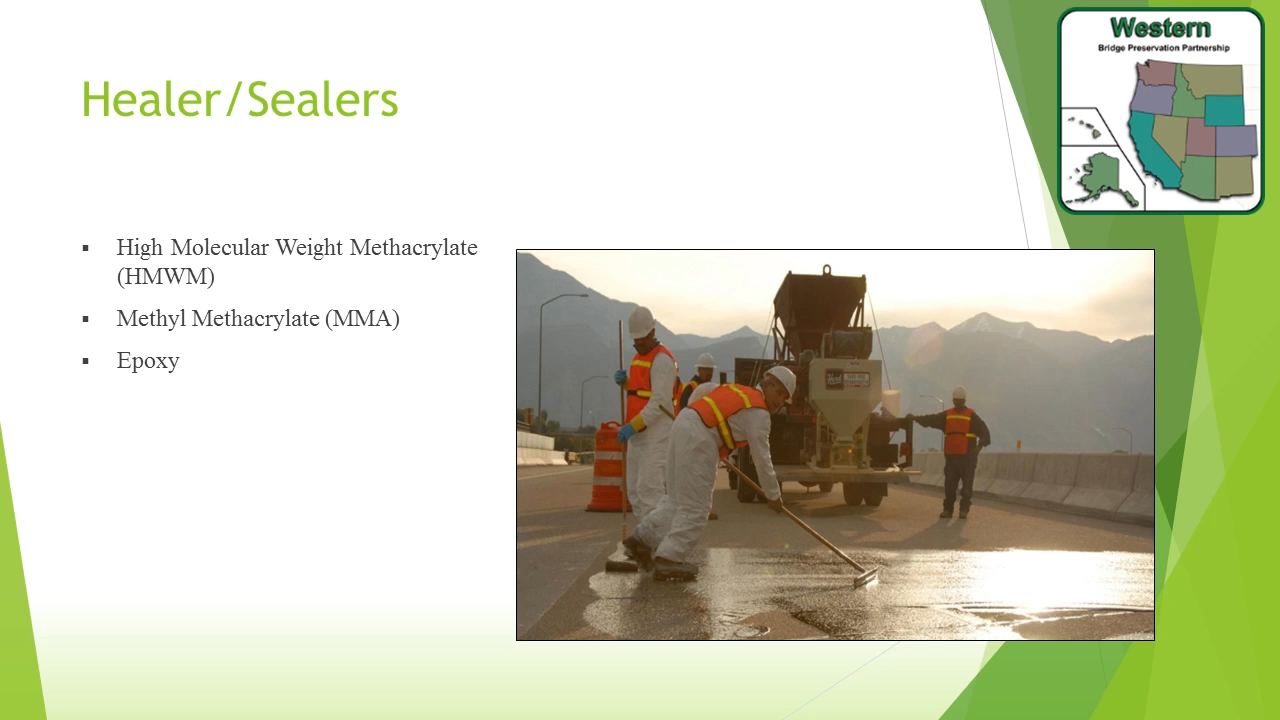 Western
Bridge Preservation Partnership
Healer/Sealers
▪ High Molecular Weight Methacrylate
(HMWM)
▪ Methyl Methacrylate (MMA)
▪ Epoxy